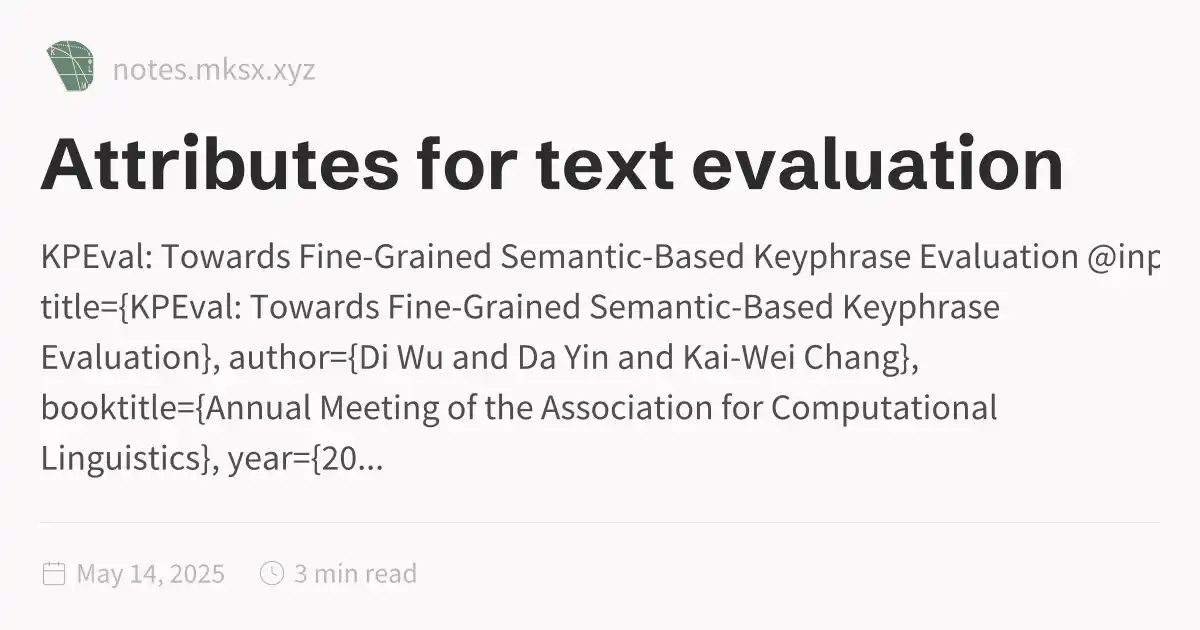 notes.mksx.xyz
Attributes for text evaluation
KPEval: Towards Fine-Grained Semantic-Based Keyphrase Evaluation @inp
title={KPEval: Towards Fine-Grained Semantic-Based Keyphrase
Evaluation}, author={Di Wu and Da Yin and Kai-Wei Chang},
booktitle={Annual Meeting of the Association for Computational
Linguistics}, year={20...
May 14, 2025 3 min read